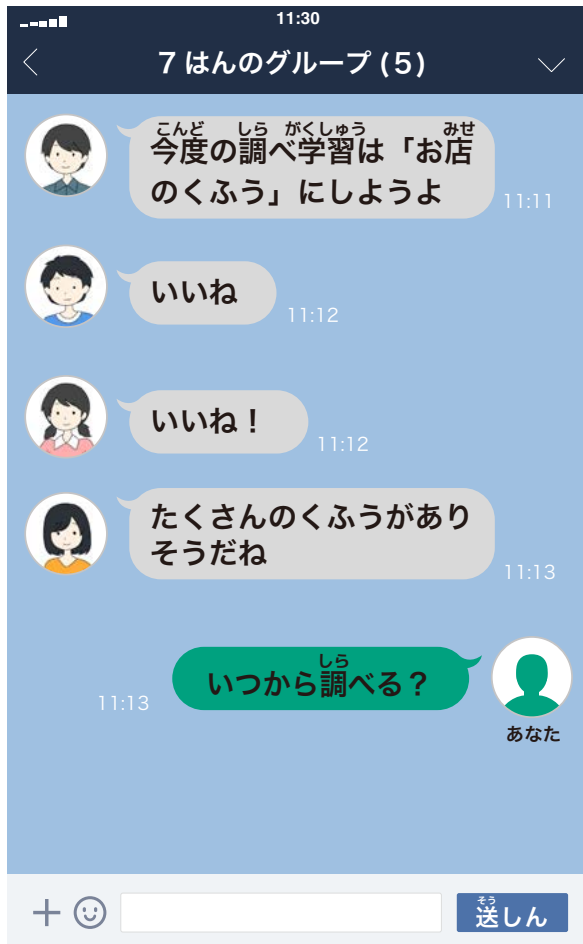 11:30
7はんのグループ(5)
こんど しら がくしゅう みせ
今度の調べ学習は「お店
のくふう」にしようよ
11:11
いいね
11:12
いいね！
11:12
たくさんのくふうがあり
そうだね
11:13
しら
いつから調べる？
11:13
あなた
そう
送しん